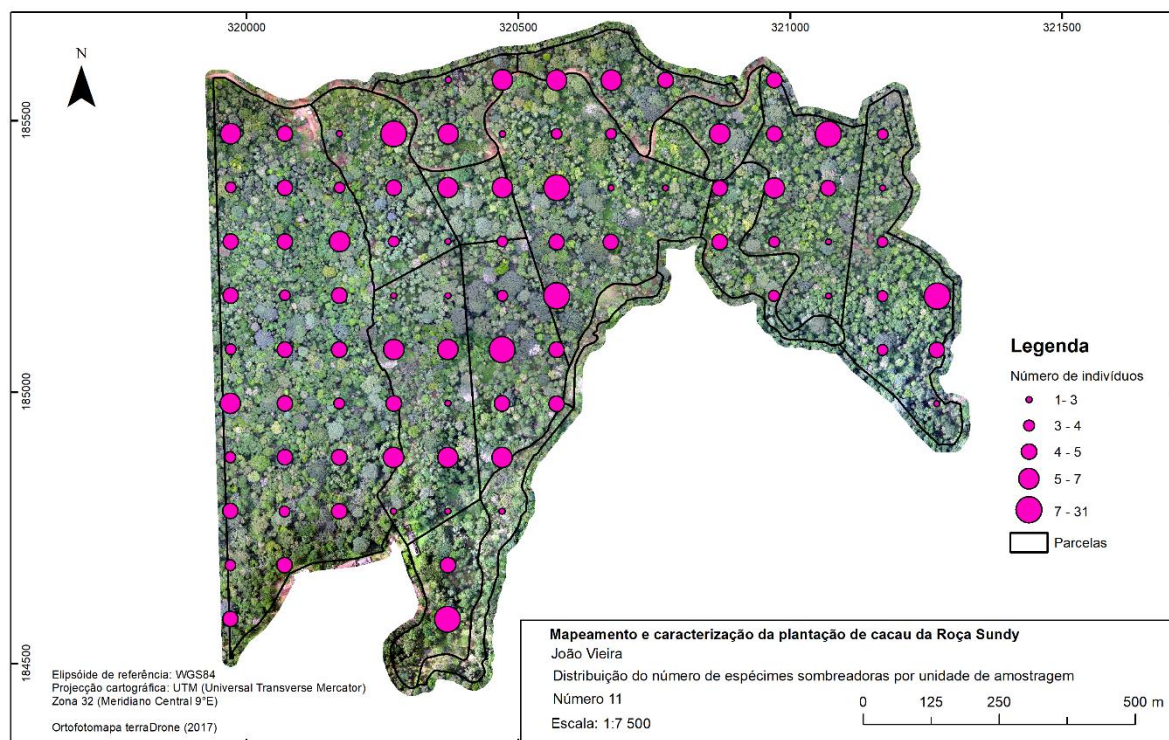 320000
320500
321000
321500
N
185500
185000
184500
Legenda
Número de indivíduos
1 - 3
3 - 4
4 - 5
5 - 7
7 - 31
Parcelas
Elipsóide de referência: WGS84
Projecção cartográfica: UTM (Universal Transverse Mercator)
Zona 32 (Meridiano Central 9°E)
Ortofotomapa terraDrone (2017)
Mapeamento e caracterização da plantação de cacau da Roça Sundy
João Vieira
Distribuição do número de espécimes sombreadoras por unidade de amostragem
Número 11
Escala: 1:7 500
0 125 250 500 m